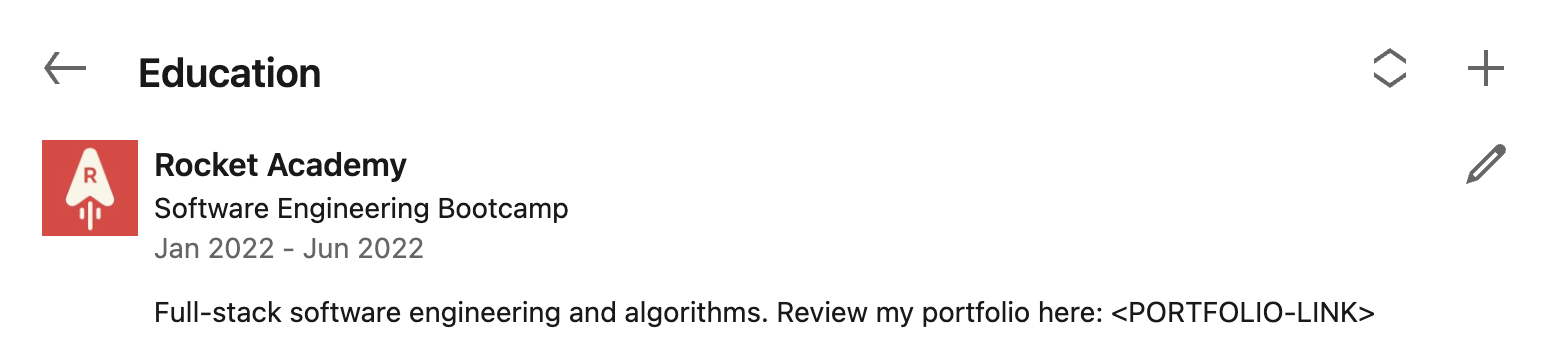 Education
R
Rocket Academy
Software Engineering Bootcamp
Jan 2022 - Jun 2022
Full-stack software engineering and algorithms. Review my portfolio here: <PORTFOLIO-LINK>